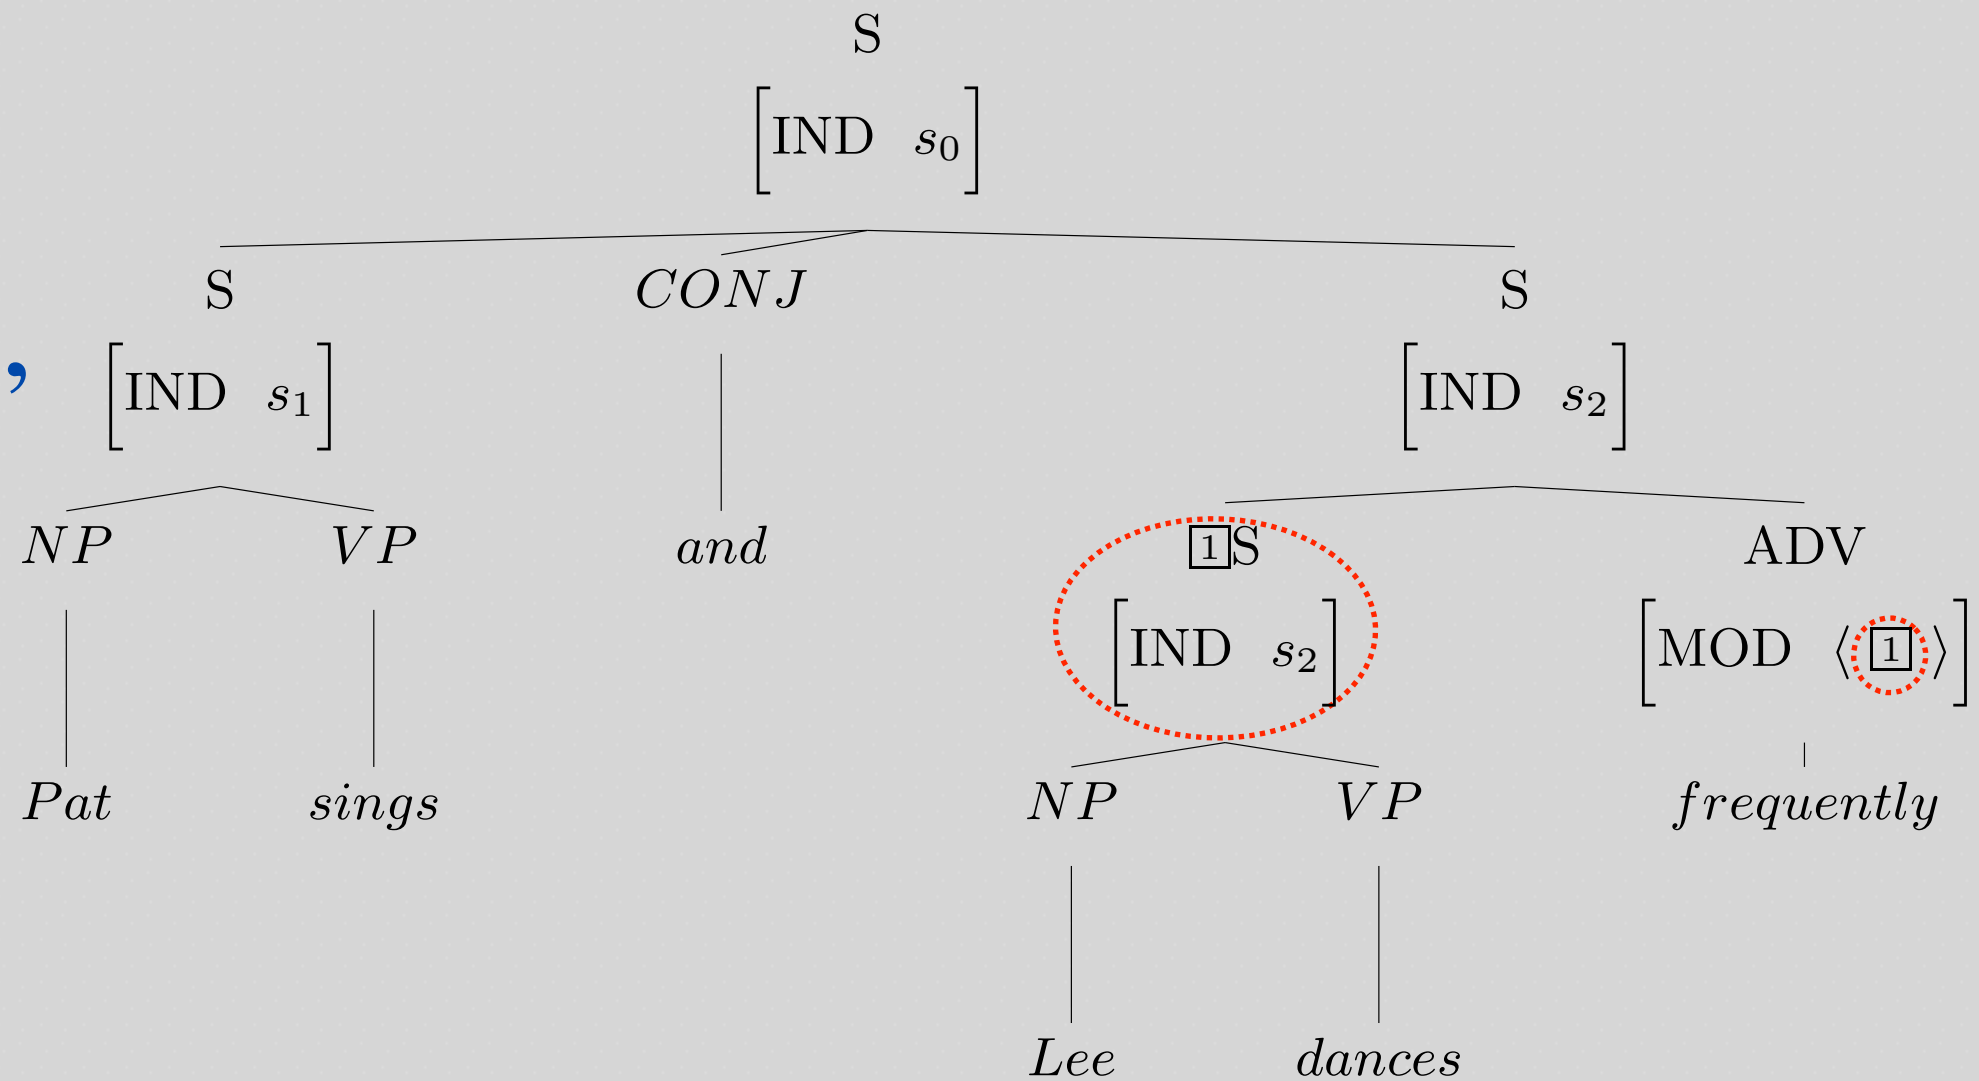 S
[IND s₀]
S CONJ S
, [IND s₁] [IND s₂]
NP VP and 1S ADV
[IND s₂] [MOD ⟨1⟩]
Pat sings NP VP frequently
Lee dances